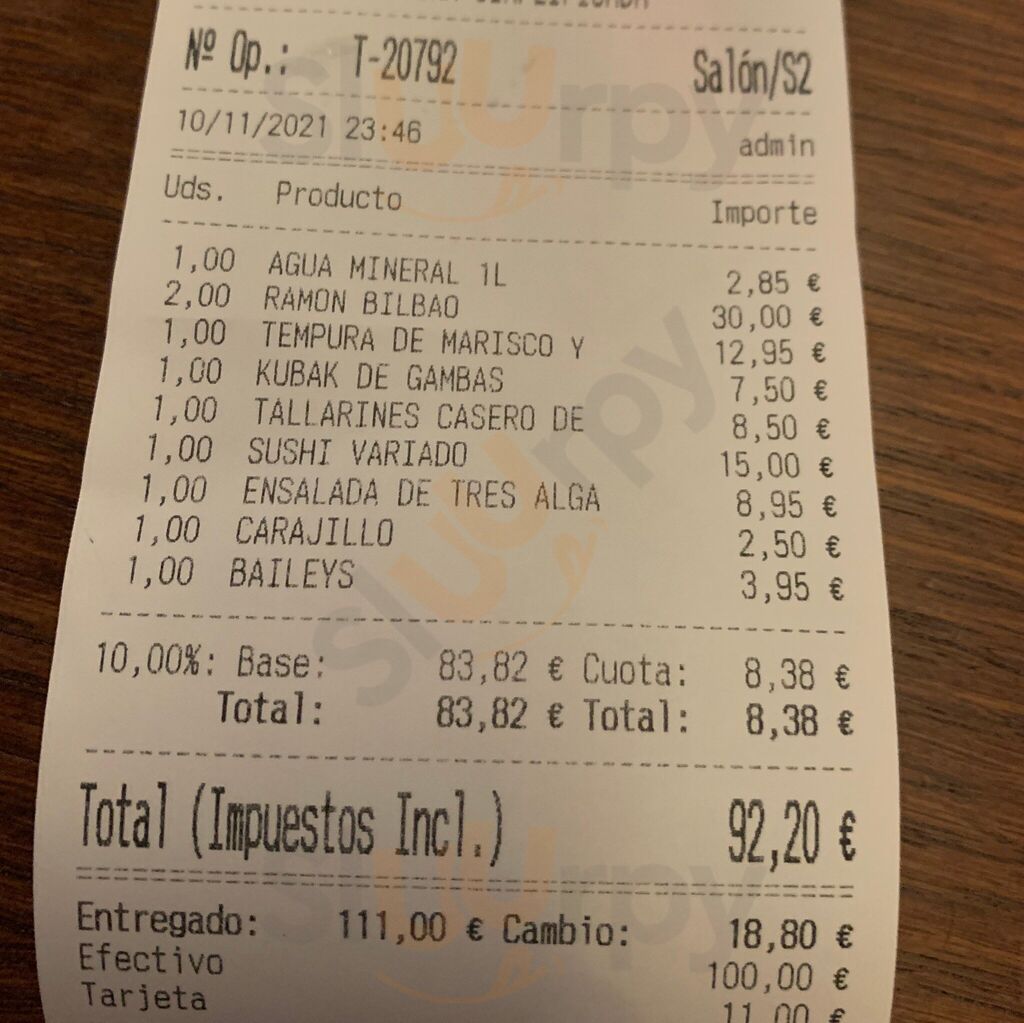 Nº Op.: T-20792 Salón/S2
10/11/2021 23:46 admin
Uds. Producto Importe
1,00 AGUA MINERAL 1L 2,85 €
2,00 RAMON BILBAO 30,00 €
1,00 TEMPURA DE MARISCO Y 12,95 €
1,00 KUBAK DE GAMBAS 7,50 €
1,00 TALLARINES CASERO DE 8,50 €
1,00 SUSHI VARIADO 15,00 €
1,00 ENSALADA DE TRES ALGA 8,95 €
1,00 CARAJILLO 2,50 €
1,00 BAILEYS 3,95 €
10,00%: Base: 83,82 € Cuota: 8,38 €
Total: 83,82 € Total: 8,38 €
Total (Impuestos Incl.) 92,20 €
Entregado: 111,00 € Cambio: 18,80 €
Efectivo 100,00 €
Tarjeta 11,00 €
sluurpy
sluurpy
sluurpy